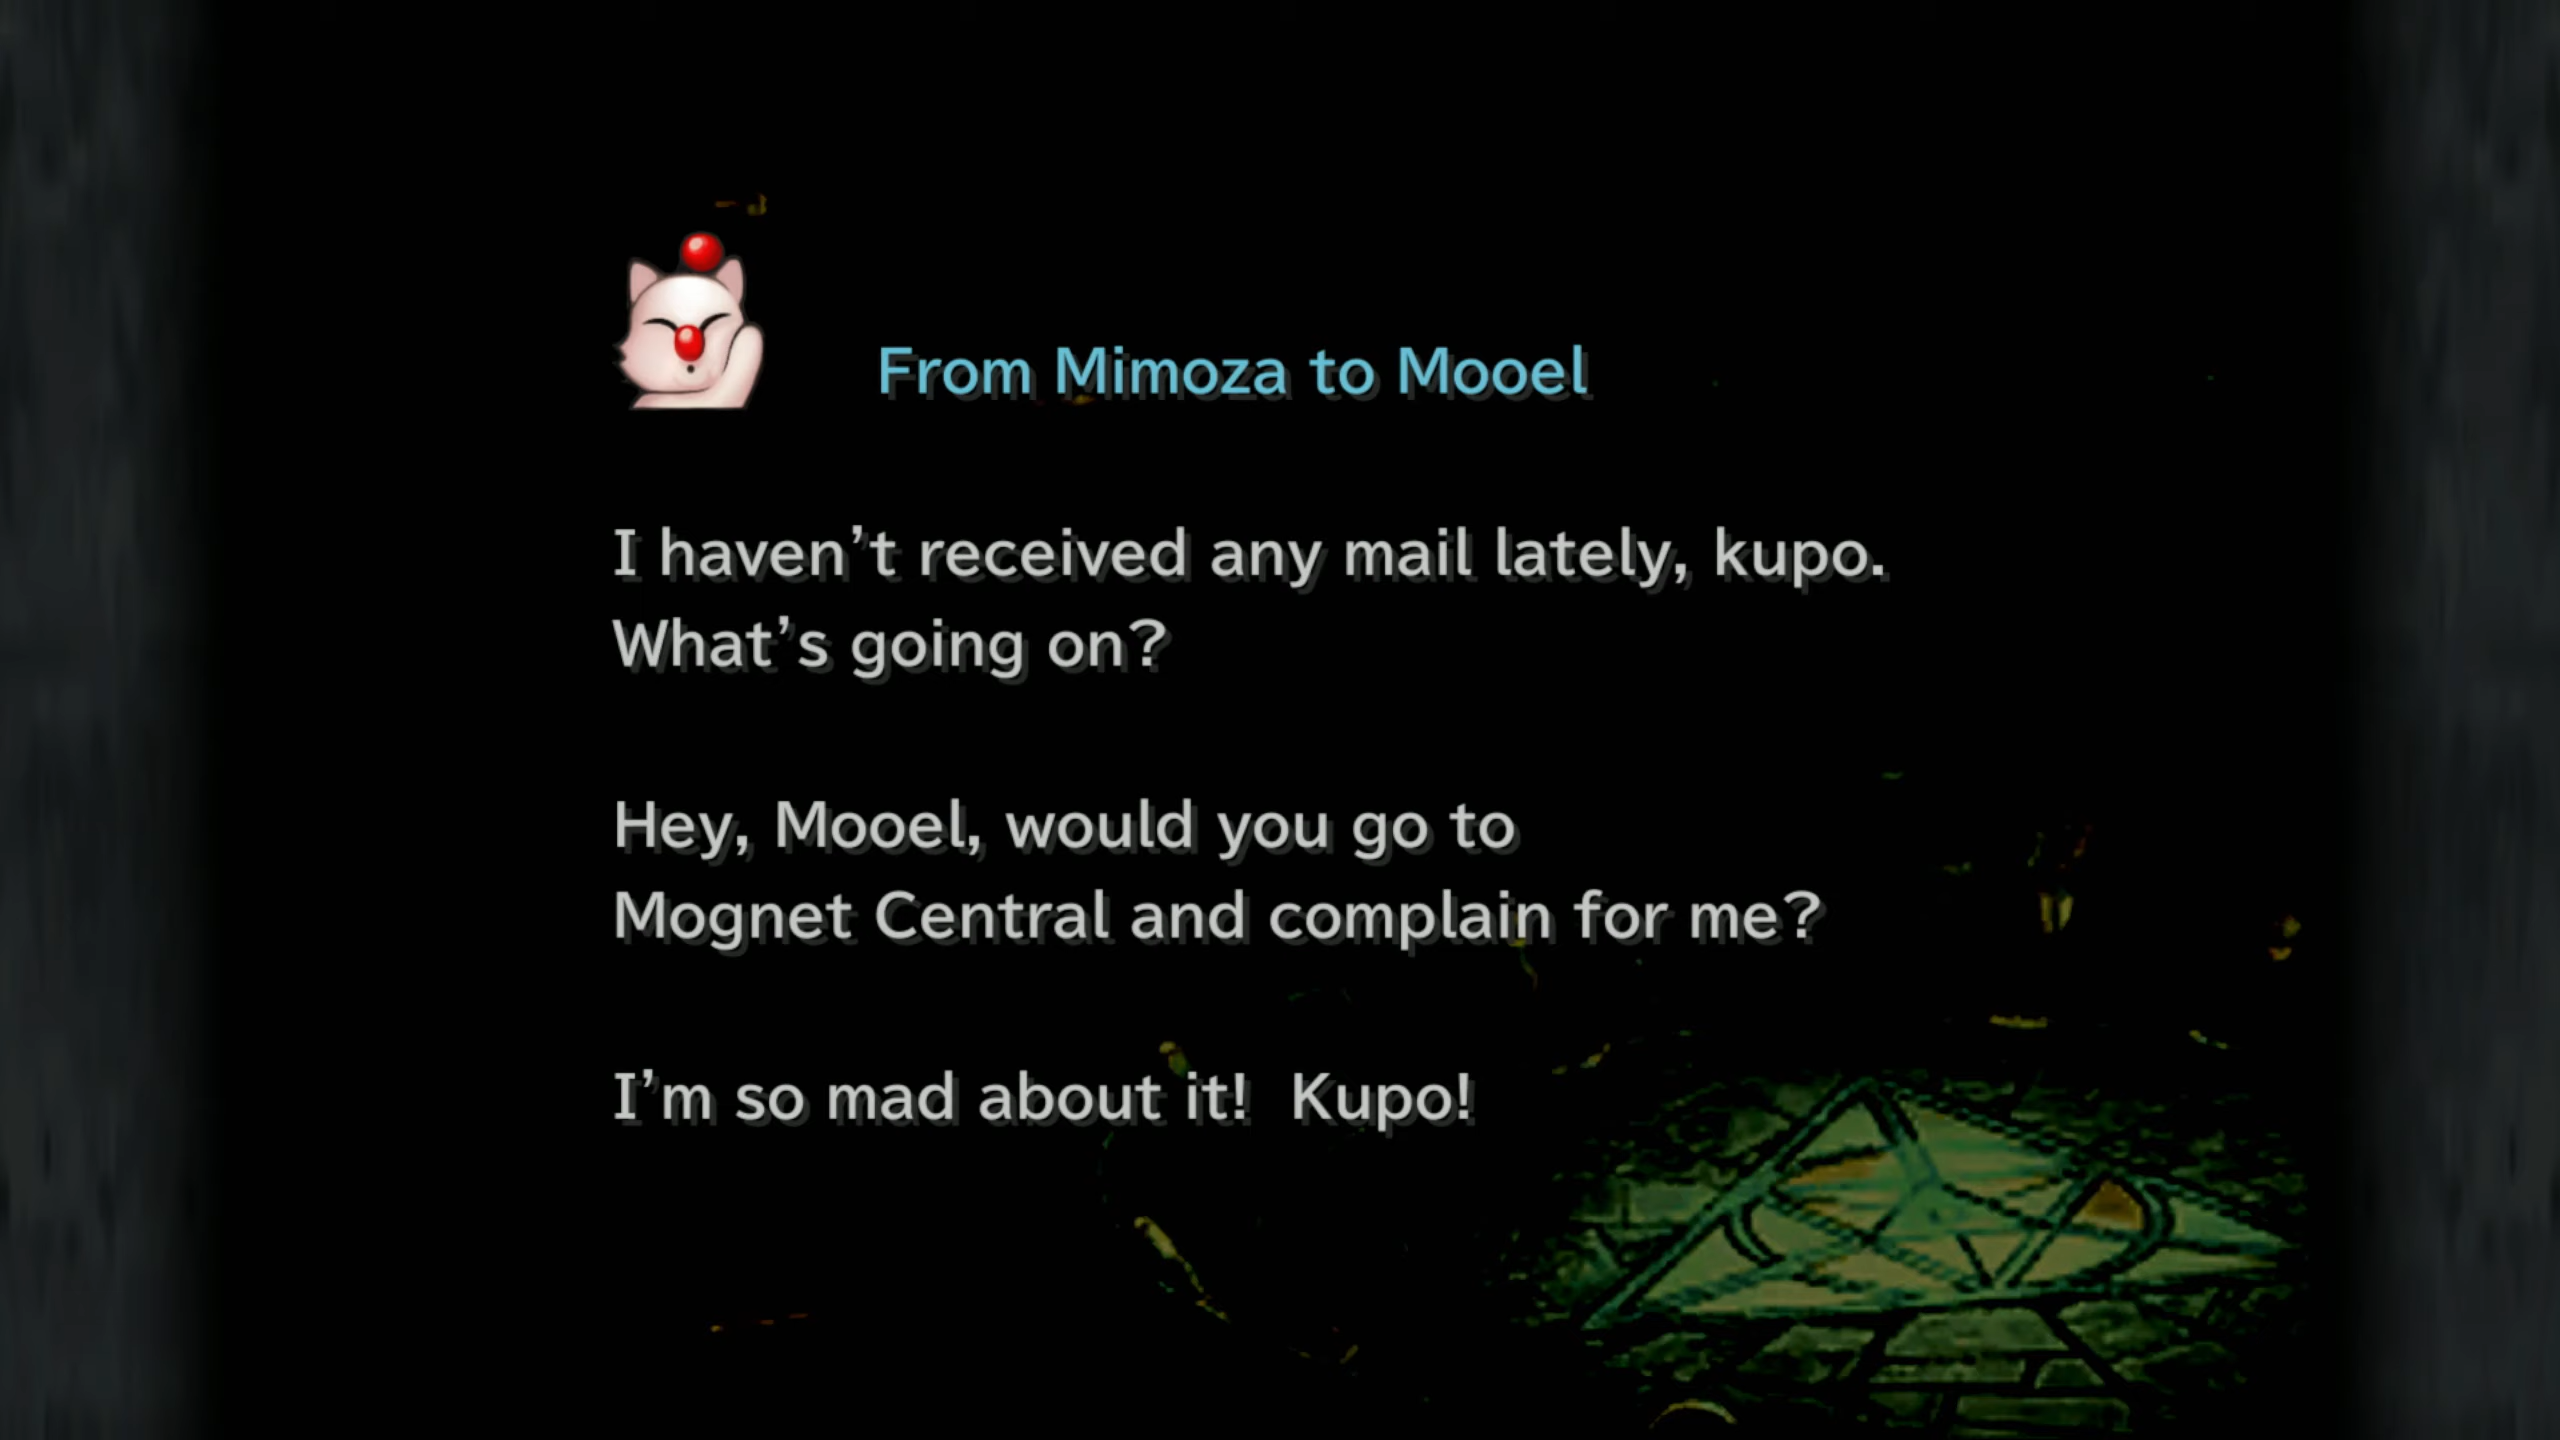 From Mimoza to Mooel
I haven’t received any mail lately, kupo.
What’s going on?
Hey, Mooel, would you go to
Mognet Central and complain for me?
I’m so mad about it!  Kupo!